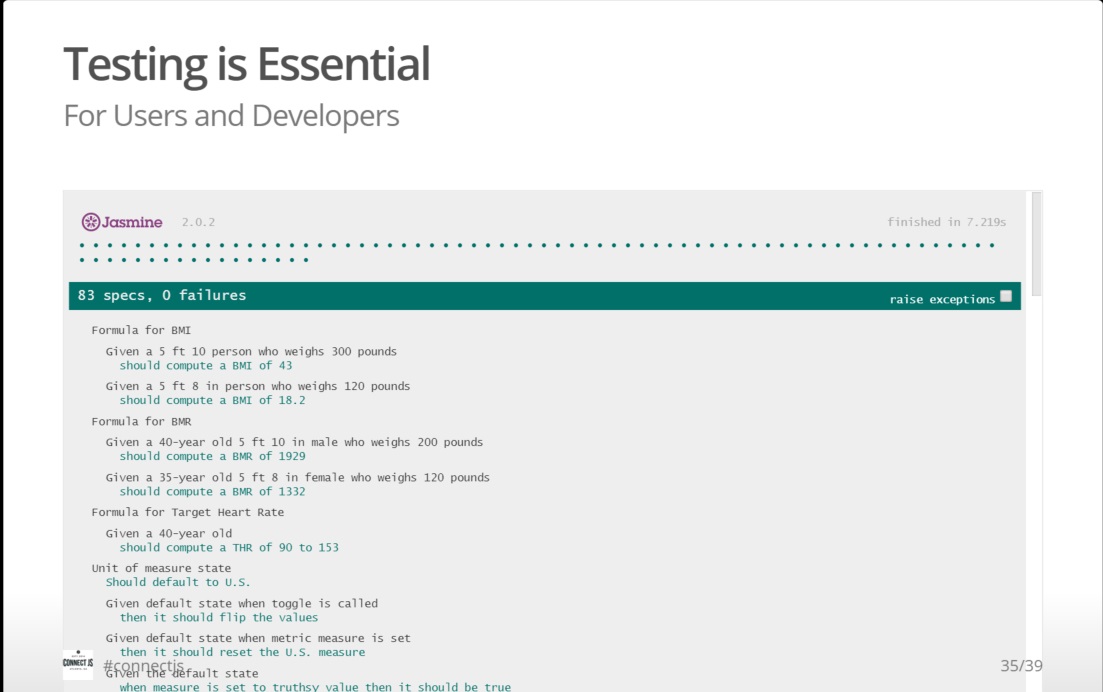 Testing is Essential
For Users and Developers
Jasmine 2.0.2 finished in 7.219s
83 specs, 0 failures raise exceptions
Formula for BMI
Given a 5 ft 10 person who weighs 300 pounds
should compute a BMI of 43
Given a 5 ft 8 in person who weighs 120 pounds
should compute a BMI of 18.2
Formula for BMR
Given a 40-year old 5 ft 10 in male who weighs 200 pounds
should compute a BMR of 1929
Given a 35-year old 5 ft 8 in female who weighs 120 pounds
should compute a BMR of 1332
Formula for Target Heart Rate
Given a 40-year old
should compute a THR of 90 to 153
Unit of measure state
Should default to U.S.
Given default state when toggle is called
then it should flip the values
Given default state when metric measure is set
then it should reset the U.S. measure
CONNECT JS #connectjs 35/39
Given the default state
when measure is set to truthsy value then it should be true